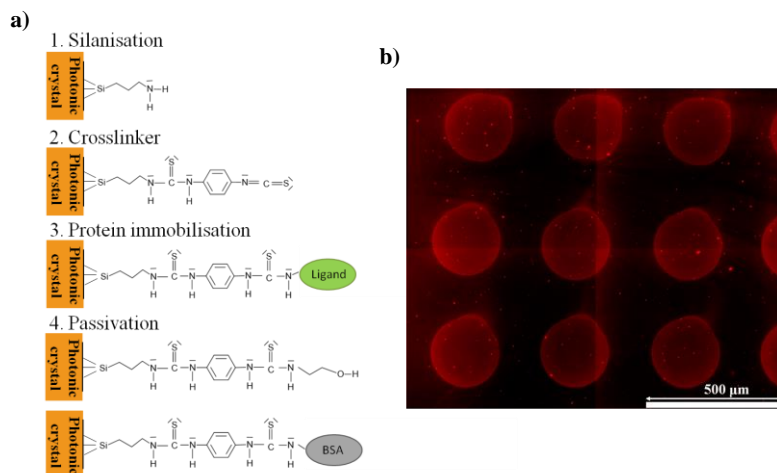 a)
1. Silanisation
Photonic
crystal
Si
N
H
H
2. Crosslinker
Photonic
crystal
Si
N
H
C
S
N
H
N
C
S
3. Protein immobilisation
Photonic
crystal
Si
N
H
C
S
N
H
N
H
C
S
N
H
Ligand
4. Passivation
Photonic
crystal
Si
N
H
C
S
N
H
N
H
C
S
N
H
O
H
Photonic
crystal
Si
N
H
C
S
N
H
N
H
C
S
N
H
BSA
b)
500 µm